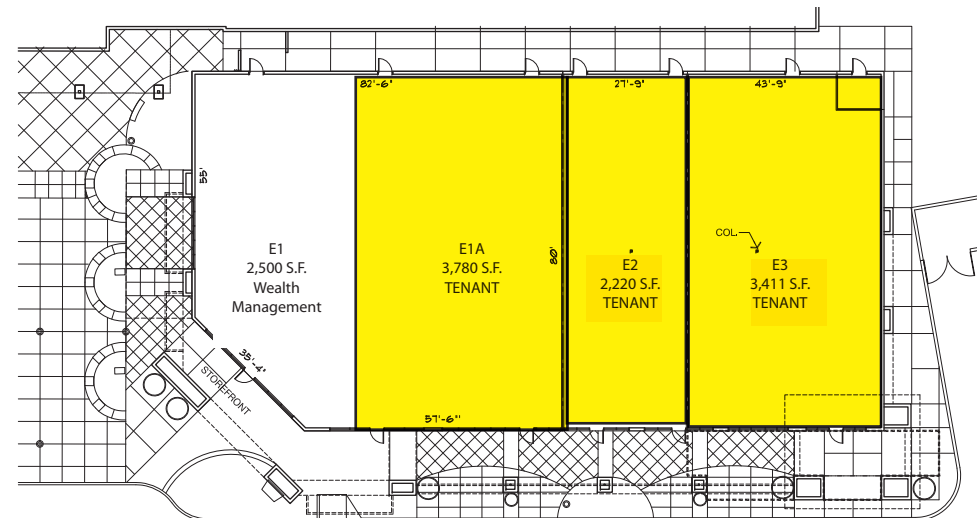 82'-6"
27'-9"
43'-9"
55'
E1
2,500 S.F.
Wealth
Management
E1A
3,780 S.F.
TENANT
80'
E2
2,220 S.F.
TENANT
COL.
E3
3,411 S.F.
TENANT
35'-4"
STOREFRONT
57'-6"